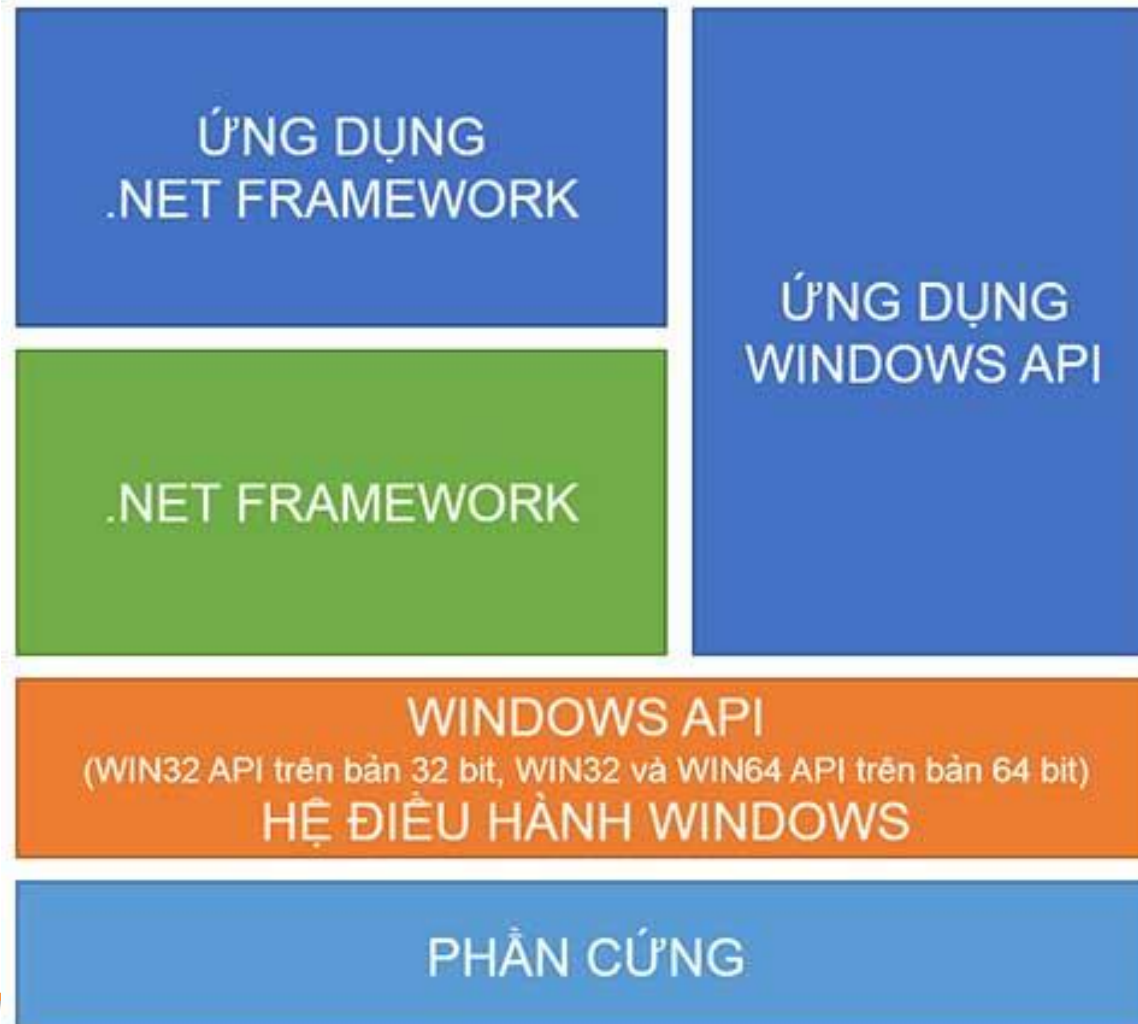 ỨNG DỤNG
.NET FRAMEWORK
ỨNG DỤNG
WINDOWS API
.NET FRAMEWORK
WINDOWS API
(WIN32 API trên bản 32 bit, WIN32 và WIN64 API trên bản 64 bit)
HỆ ĐIỀU HÀNH WINDOWS
PHẦN CỨNG